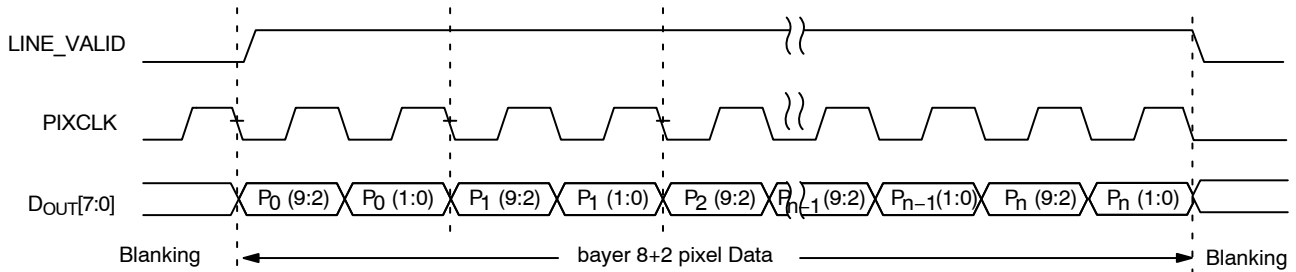 LINE_VALID
PIXCLK
DOUT[7:0] P0 (9:2) P0 (1:0) P1 (9:2) P1 (1:0) P2 (9:2) Pn−1 (9:2) Pn−1(1:0) Pn (9:2) Pn (1:0)
Blanking bayer 8+2 pixel Data Blanking